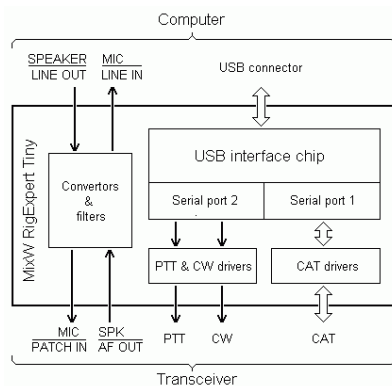 Computer
SPEAKER MIC
LINE OUT LINE IN
USB connector
MixW RigExpert Tiny
USB interface chip
Convertors
&
filters
Serial port 2 Serial port 1
PTT & CW drivers CAT drivers
MIC SPK
PATCH IN AF OUT
PTT CW CAT
Transceiver